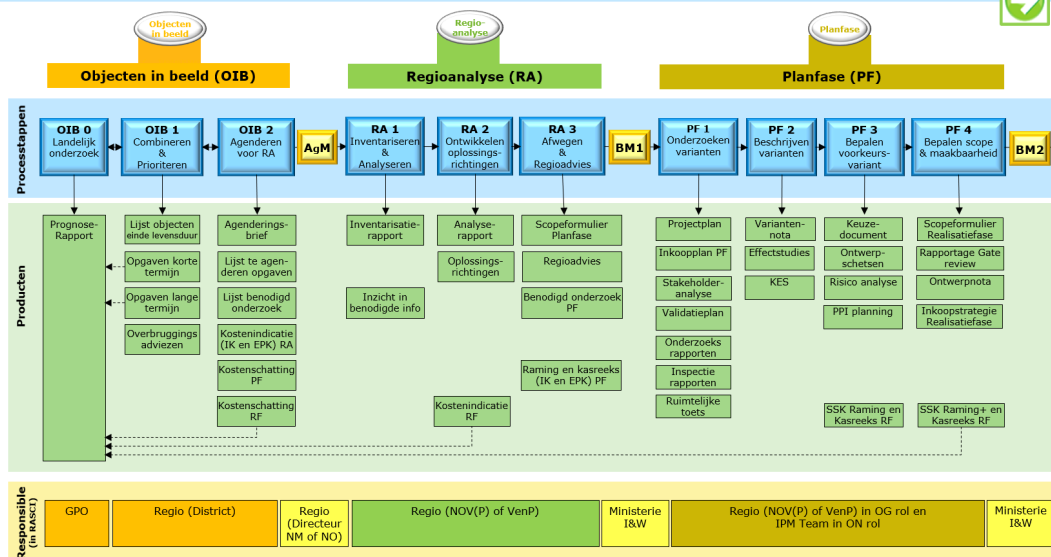 Objecten
in beeld
Regio-
analyse
Planfase
Objecten in beeld (OIB)
Regioanalyse (RA)
Planfase (PF)
Processtappen
OIB 0
Landelijk
onderzoek
OIB 1
Combineren
&
Prioriteren
OIB 2
Agenderen
voor RA
AgM
RA 1
Inventariseren
&
Analyseren
RA 2
Ontwikkelen
oplossings-
richtingen
RA 3
Afwegen
&
Regioadvies
BM1
PF 1
Onderzoeken
varianten
PF 2
Beschrijven
varianten
PF 3
Bepalen
voorkeurs-
variant
PF 4
Bepalen scope
& maakbaarheid
BM2
Producten
Prognose-
Rapport
Lijst objecten
einde levensduur
Opgaven korte
termijn
Opgaven lange
termijn
Overbruggings
adviezen
Agenderings-
brief
Lijst te agen-
deren opgaven
Lijst benodigd
onderzoek
Kostenindicatie
(IK en EPK) RA
Kostenschatting
PF
Kostenschatting
RF
Inventarisatie-
rapport
Inzicht in
benodigde info
Analyse-
rapport
Oplossings-
richtingen
Kostenindicatie
RF
Scopeformulier
Planfase
Regioadvies
Benodigd onderzoek
PF
Raming en kasreeks
(IK en EPK) PF
Projectplan
Inkoopplan PF
Stakeholder-
analyse
Validatieplan
Onderzoeks
rapporten
Inspectie
rapporten
Ruimtelijke
toets
Varianten-
nota
Effectstudies
KES
Keuze-
document
Ontwerp-
schetsen
Risico analyse
PPI planning
SSK Raming en
Kasreeks RF
Scopeformulier
Realisatiefase
Rapportage Gate
review
Ontwerpnota
Inkoopstrategie
Realisatiefase
SSK Raming+ en
Kasreeks RF
Responsible
(in RASCI)
GPO
Regio (District)
Regio
(Directeur
NM of NO)
Regio (NOV(P) of VenP)
Ministerie
I&W
Regio (NOV(P) of VenP) in OG rol en
IPM Team in ON rol
Ministerie
I&W